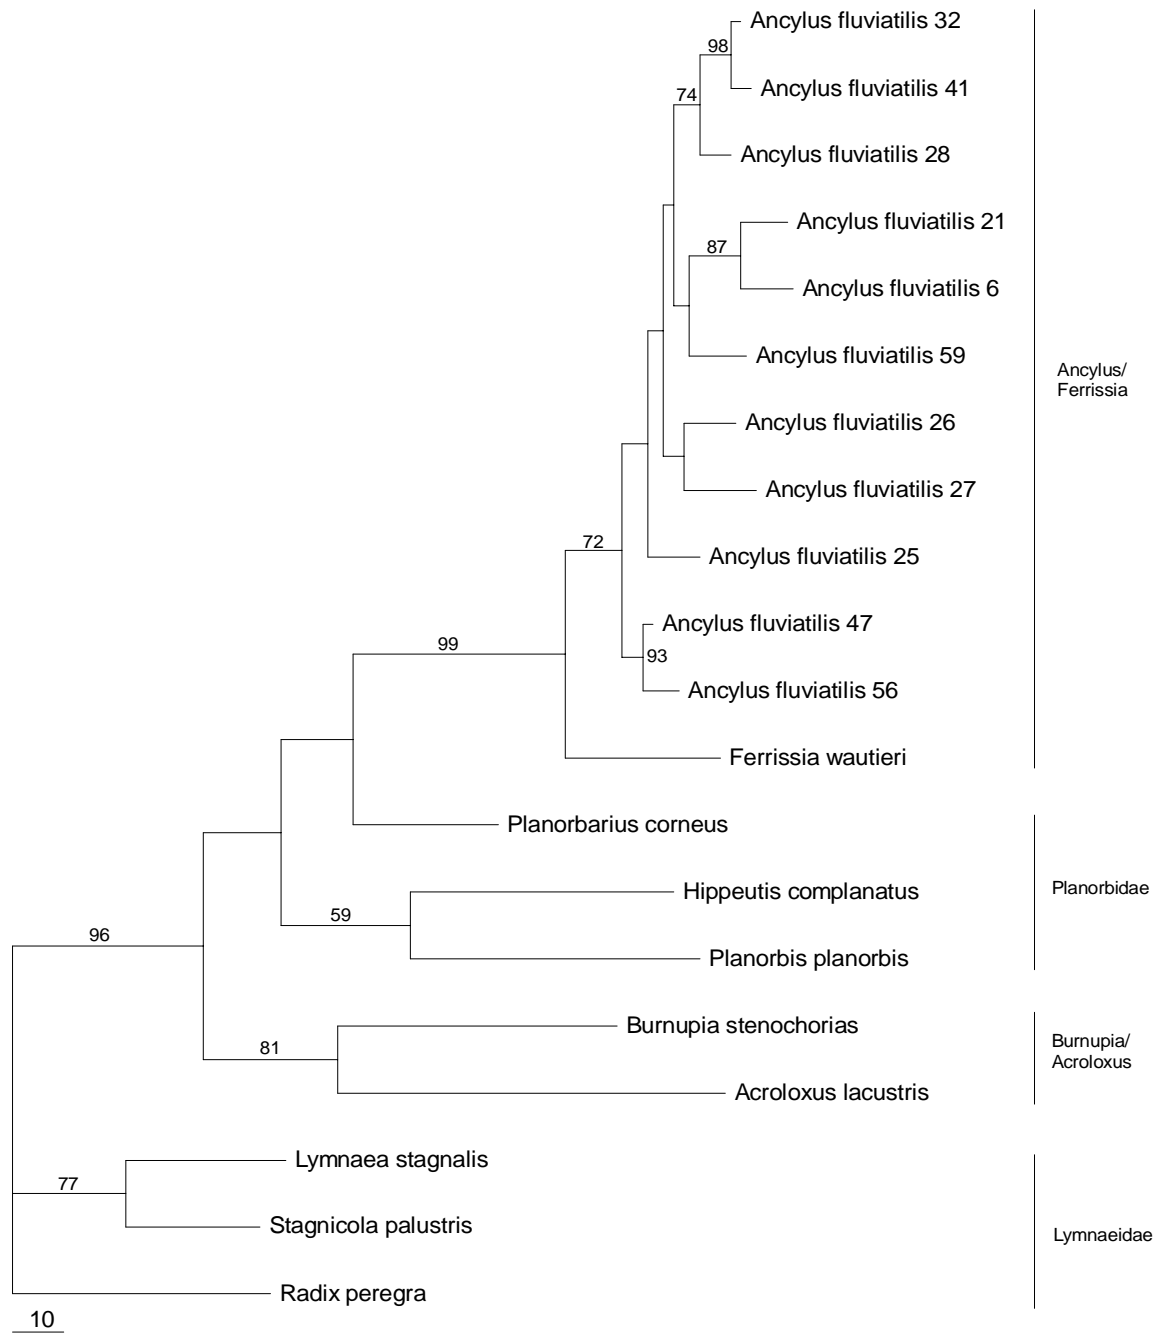 Ancylus fluviatilis 32
98
Ancylus fluviatilis 41
74
Ancylus fluviatilis 28
Ancylus fluviatilis 21
87
Ancylus fluviatilis 6
Ancylus fluviatilis 59
Ancylus/
Ferrissia
Ancylus fluviatilis 26
Ancylus fluviatilis 27
72
Ancylus fluviatilis 25
Ancylus fluviatilis 47
99
93
Ancylus fluviatilis 56
Ferrissia wautieri
Planorbarius corneus
Hippeutis complanatus
Planorbidae
59
96
Planorbis planorbis
Burnupia stenochorias
81
Burnupia/
Acroloxus
Acroloxus lacustris
Lymnaea stagnalis
77
Stagnicola palustris
Lymnaeidae
Radix peregra
10